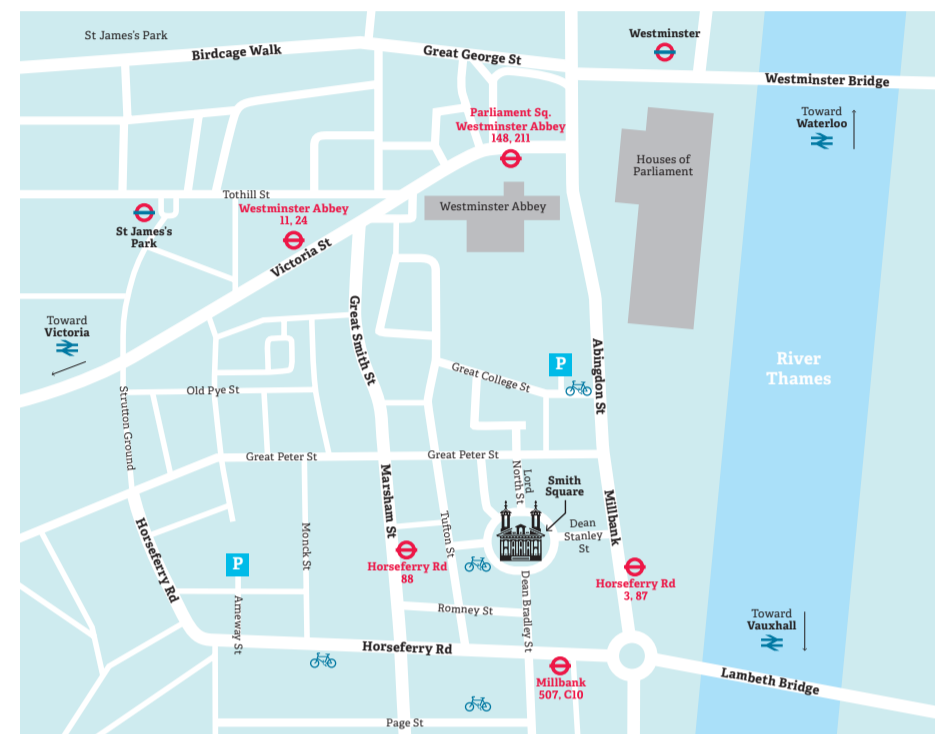 St James's Park
Birdcage Walk
Great George St
Westminster
Westminster Bridge
Parliament Sq.
Westminster Abbey
148, 211
Toward
Waterloo
Houses of
Parliament
Tothill St
Westminster Abbey
11, 24
Westminster Abbey
St James's
Park
Victoria St
Toward
Victoria
Great Smith St
Abingdon St
River
Thames
P
Great College St
Strutton Ground
Old Pye St
Great Peter St
Great Peter St
Lord
North St
Smith
Square
Marsham St
Millbank
Tufton St
Dean
Stanley
St
Horseferry Rd
Monck St
P
Horseferry Rd
88
Horseferry Rd
3, 87
Dean Bradley St
Arneway St
Romney St
Toward
Vauxhall
Horseferry Rd
Millbank
507, C10
Lambeth Bridge
Page St